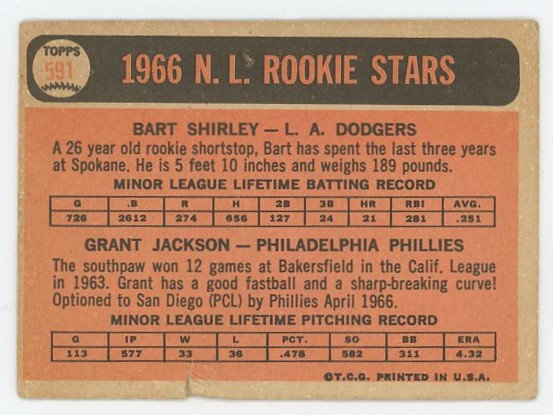 TOPPS
591
1966 N. L. ROOKIE STARS
BART SHIRLEY — L. A. DODGERS
A 26 year old rookie shortstop, Bart has spent the last three years
at Spokane. He is 5 feet 10 inches and weighs 189 pounds.
MINOR LEAGUE LIFETIME BATTING RECORD
G .B R H 2B 3B HR RBI AVG.
726 2612 274 656 127 24 21 281 .251
GRANT JACKSON — PHILADELPHIA PHILLIES
The southpaw won 12 games at Bakersfield in the Calif. League
in 1963. Grant has a good fastball and a sharp-breaking curve!
Optioned to San Diego (PCL) by Phillies April 1966.
MINOR LEAGUE LIFETIME PITCHING RECORD
G IP W L PCT. SO BB ERA
113 577 33 36 .478 582 311 4.32
©T.C.G. PRINTED IN U.S.A.